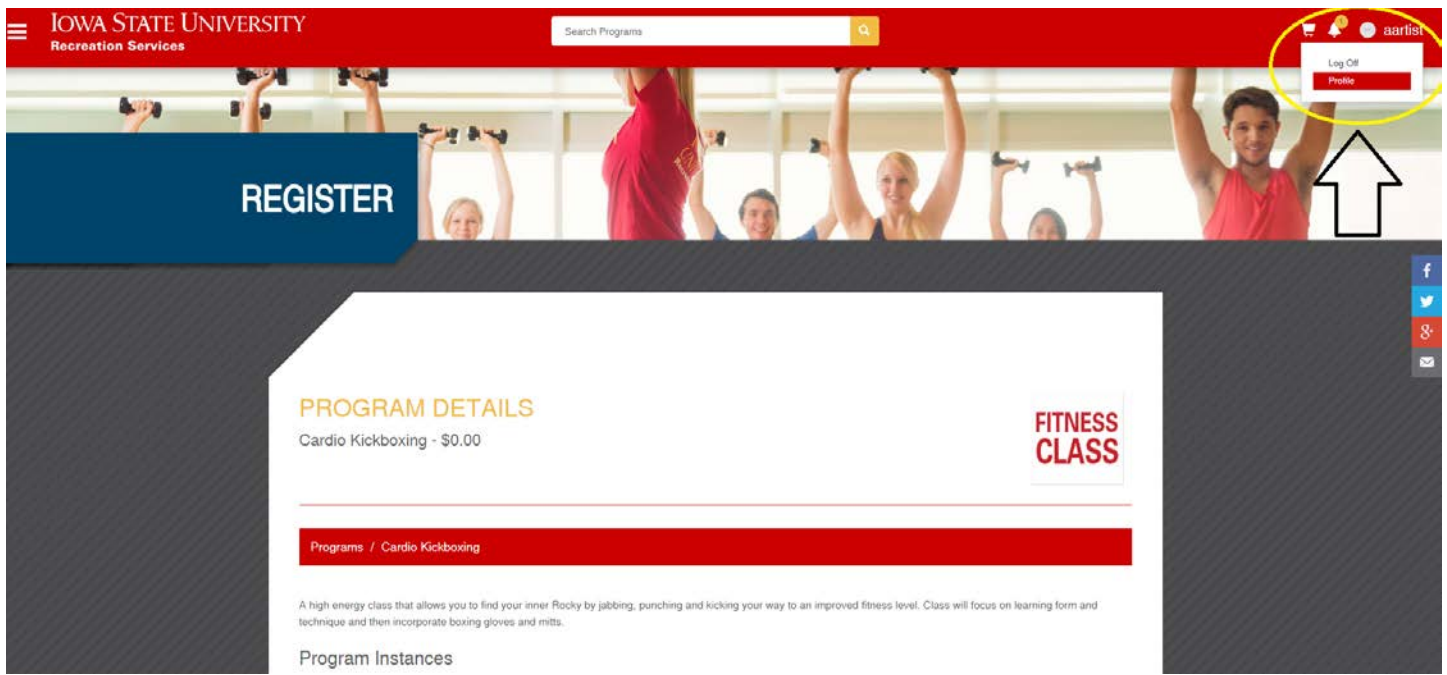 IOWA STATE UNIVERSITY
Recreation Services
Search Programs
1
aartist
Log Off
Profile
REGISTER
f
8+
PROGRAM DETAILS
Cardio Kickboxing - $0.00
FITNESS
CLASS
Programs / Cardio Kickboxing
A high energy class that allows you to find your inner Rocky by jabbing, punching and kicking your way to an improved fitness level. Class will focus on learning form and
technique and then incorporate boxing gloves and mitts.
Program Instances